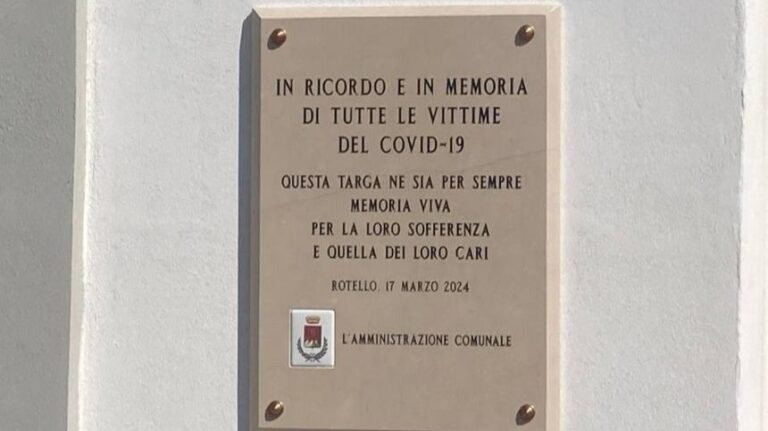 IN RICORDO E IN MEMORIA
DI TUTTE LE VITTIME
DEL COVID-19
QUESTA TARGA NE SIA PER SEMPRE
MEMORIA VIVA
PER LA LORO SOFFERENZA
E QUELLA DEI LORO CARI
ROTELLO, 17 MARZO 2024
L'AMMINISTRAZIONE COMUNALE